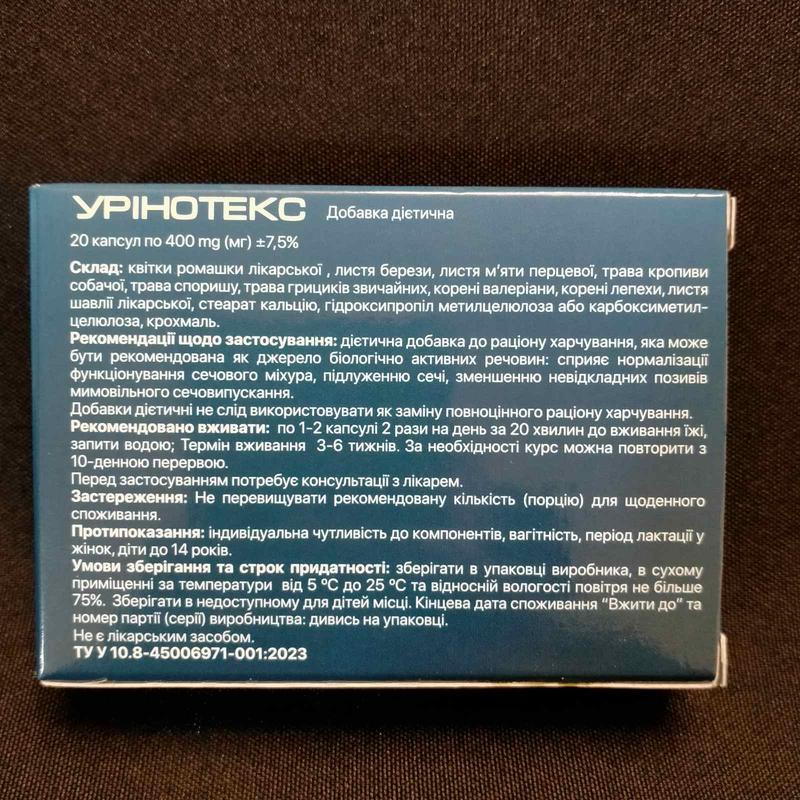 УРІНОТЕКС Добавка дієтична
20 капсул по 400 mg (мг) ±7,5%
Склад: квітки ромашки лікарської , листя берези, листя м’яти перцевої, трава кропиви
собачої, трава споришу, трава грициків звичайних, корені валеріани, корені лепехи, листя
шавлії лікарської, стеарат кальцію, гідроксипропіл метилцелюлоза або карбоксиметил-
целюлоза, крохмаль.
Рекомендації щодо застосування: дієтична добавка до раціону харчування, яка може
бути рекомендована як джерело біологічно активних речовин: сприяє нормалізації
функціонування сечового міхура, підлуженню сечі, зменшенню невідкладних позивів
мимовільного сечовипускання.
Добавки дієтичні не слід використовувати як заміну повноцінного раціону харчування.
Рекомендовано вживати: по 1-2 капсулі 2 рази на день за 20 хвилин до вживання їжі,
запити водою; Термін вживання 3-6 тижнів. За необхідності курс можна повторити з
10-денною перервою.
Перед застосуванням потребує консультації з лікарем.
Застереження: Не перевищувати рекомендовану кількість (порцію) для щоденного
споживання.
Протипоказання: індивідуальна чутливість до компонентів, вагітність, період лактації у
жінок, діти до 14 років.
Умови зберігання та строк придатності: зберігати в упаковці виробника, в сухому
приміщенні за температури від 5 ºС до 25 ºС та відносній вологості повітря не більше
75%. Зберігати в недоступному для дітей місці. Кінцева дата споживання “Вжити до” та
номер партії (серії) виробництва: дивись на упаковці.
Не є лікарським засобом.
ТУ У 10.8-45006971-001:2023